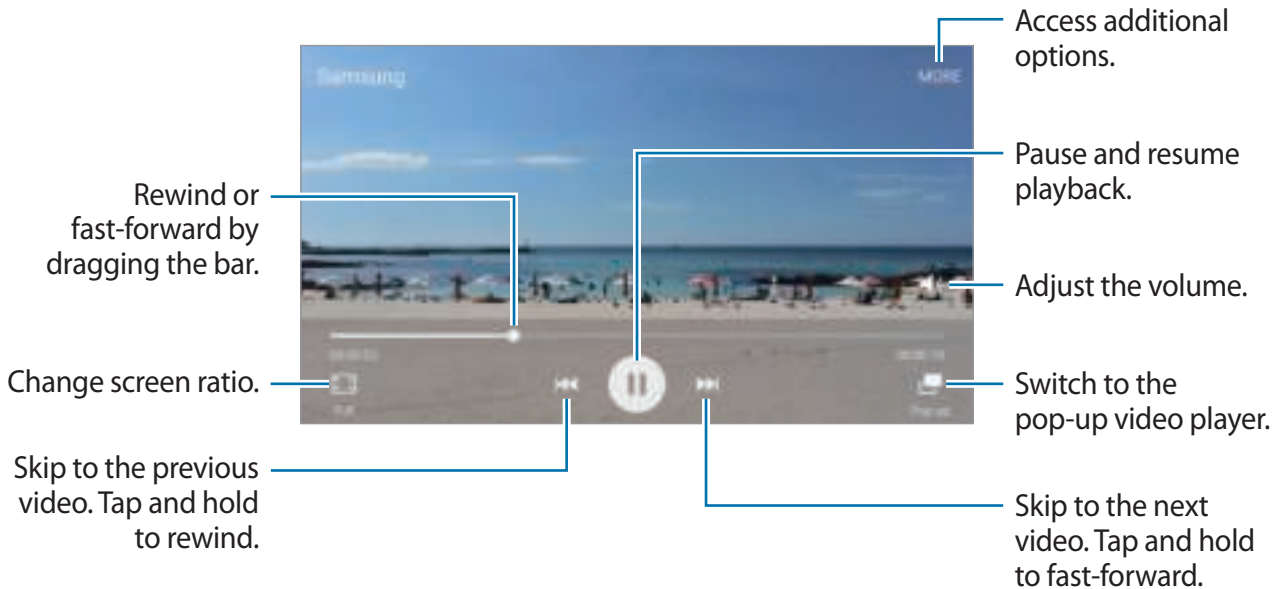 Access additional
options.
Samsung
MORE
Pause and resume
playback.
Rewind or
fast-forward by
dragging the bar.
Adjust the volume.
Change screen ratio.
Switch to the
pop-up video player.
Skip to the previous
video. Tap and hold
to rewind.
Skip to the next
video. Tap and hold
to fast-forward.